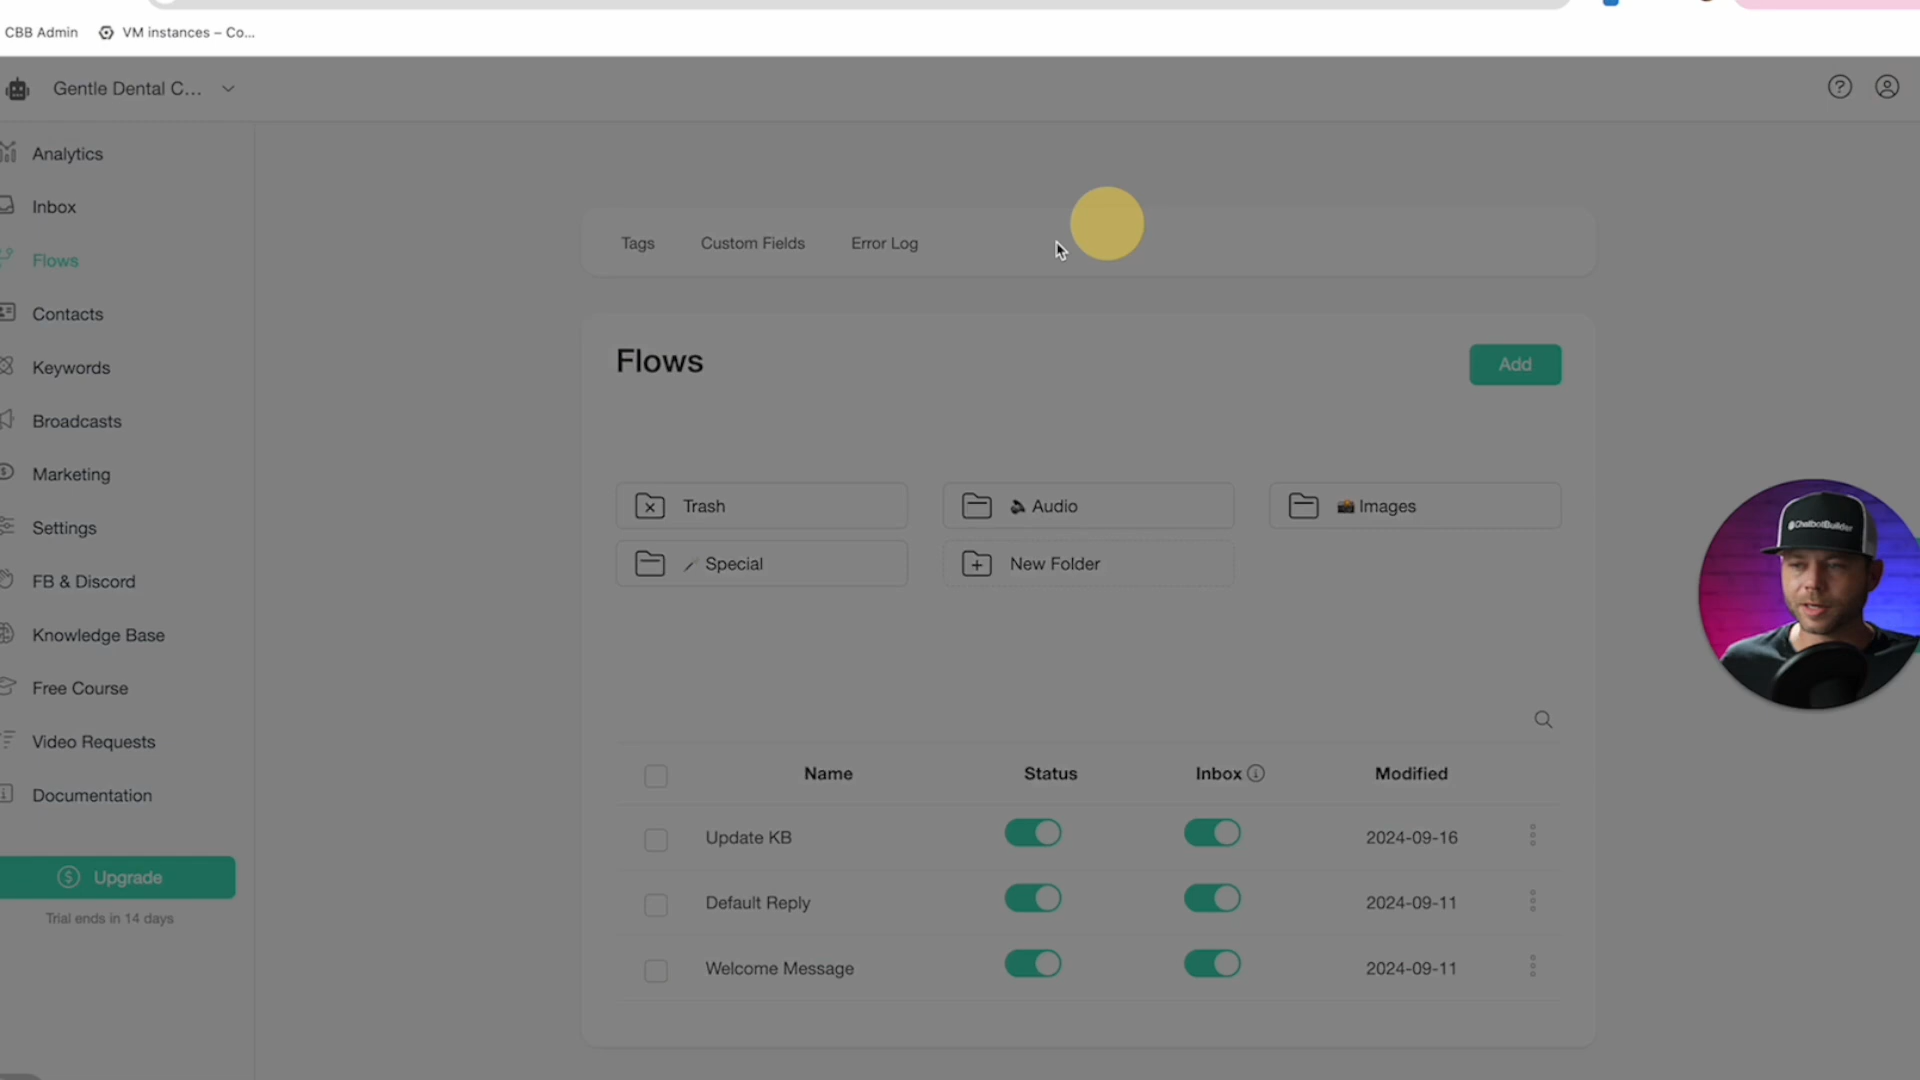 CBB Admin VM instances – Co...
Gentle Dental C...
Analytics
Inbox
Flows
Contacts
Keywords
Broadcasts
Marketing
Settings
FB & Discord
Knowledge Base
Free Course
Video Requests
Documentation
Upgrade
Trial ends in 14 days
Tags Custom Fields Error Log
Flows
Add
Trash Audio Images
Special New Folder
Name Status Inbox Modified
Update KB 2024-09-16
Default Reply 2024-09-11
Welcome Message 2024-09-11
ChatbotBuilder